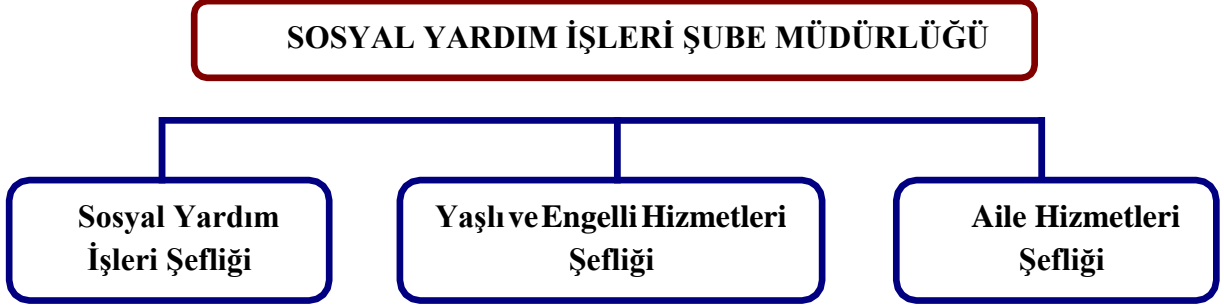 SOSYAL YARDIM İŞLERİ ŞUBE MÜDÜRLÜĞÜ
Sosyal Yardım
İşleri Şefliği
Yaşlı ve Engelli Hizmetleri
Şefliği
Aile Hizmetleri
Şefliği